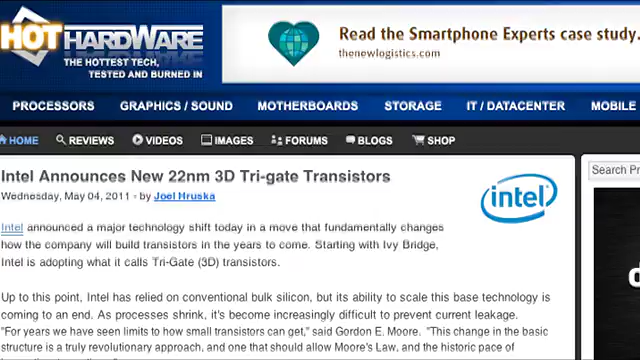 HOTHARDWARE
THE HOTTEST TECH,
TESTED AND BURNED IN
Read the Smartphone Experts case study.
thenewlogistics.com
PROCESSORS GRAPHICS / SOUND MOTHERBOARDS STORAGE IT / DATACENTER MOBILE
HOME REVIEWS VIDEOS IMAGES FORUMS BLOGS SHOP
Intel Announces New 22nm 3D Tri-gate Transistors
Wednesday, May 04, 2011 - by Joel Hruska
intel
Search Pr
Intel announced a major technology shift today in a move that fundamentally changes
how the company will build transistors in the years to come. Starting with Ivy Bridge,
Intel is adopting what it calls Tri-Gate (3D) transistors.
Up to this point, Intel has relied on conventional bulk silicon, but its ability to scale this base technology is
coming to an end. As processes shrink, it's become increasingly difficult to prevent current leakage.
"For years we have seen limits to how small transistors can get," said Gordon E. Moore. "This change in the basic
structure is a truly revolutionary approach, and one that should allow Moore's Law, and the historic pace of